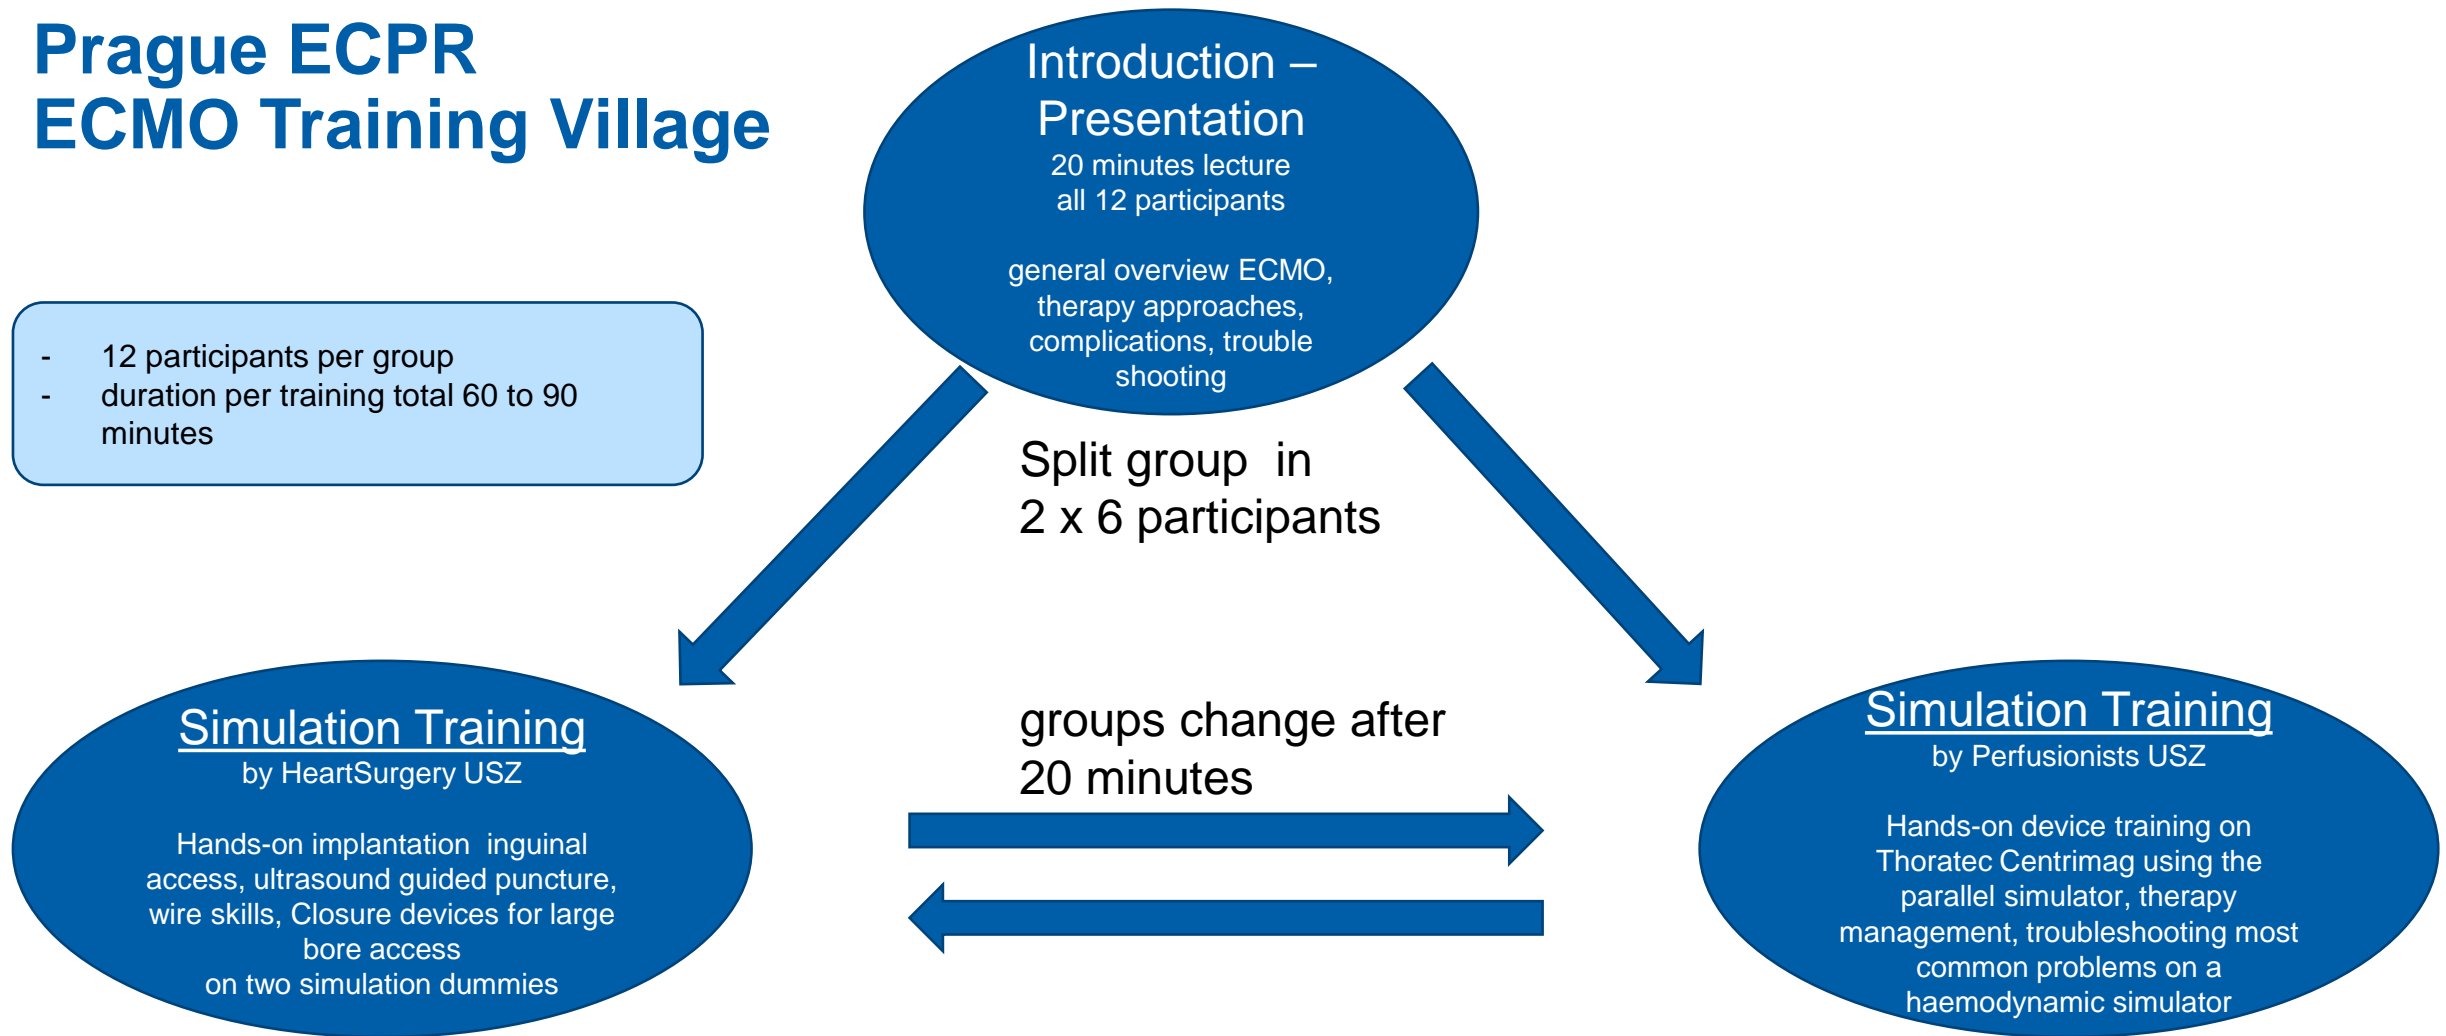 Prague ECPR
ECMO Training Village
Introduction –
Presentation
20 minutes lecture
all 12 participants
general overview ECMO,
therapy approaches,
complications, trouble
shooting
- 12 participants per group
- duration per training total 60 to 90
minutes
Split group in
2 x 6 participants
groups change after
20 minutes
Simulation Training
by HeartSurgery USZ
Hands-on implantation inguinal
access, ultrasound guided puncture,
wire skills, Closure devices for large
bore access
on two simulation dummies
Simulation Training
by Perfusionists USZ
Hands-on device training on
Thoratec Centrimag using the
parallel simulator, therapy
management, troubleshooting most
common problems on a
haemodynamic simulator